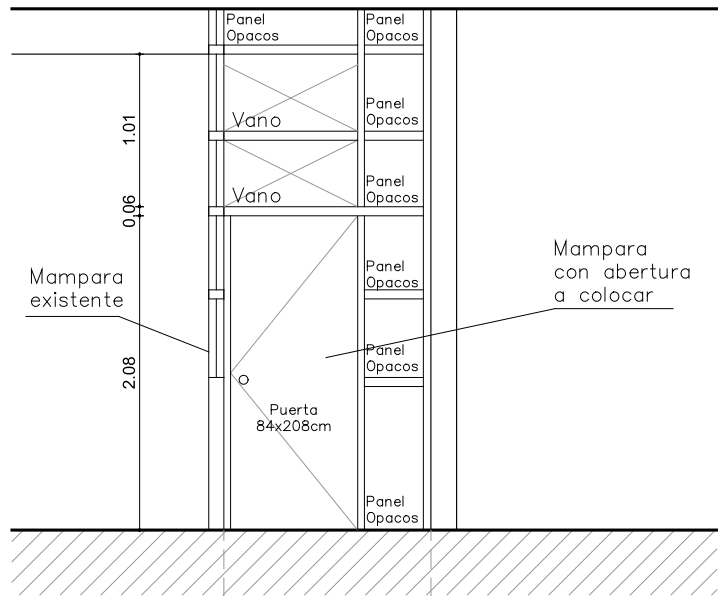 Panel
Opacos
Panel
Opacos
Vano
Panel
Opacos
1.01
Vano
Panel
Opacos
0.06
Mampara
existente
Panel
Opacos
Mampara
con abertura
a colocar
2.08
Panel
Opacos
Puerta
84x208cm
Panel
Opacos